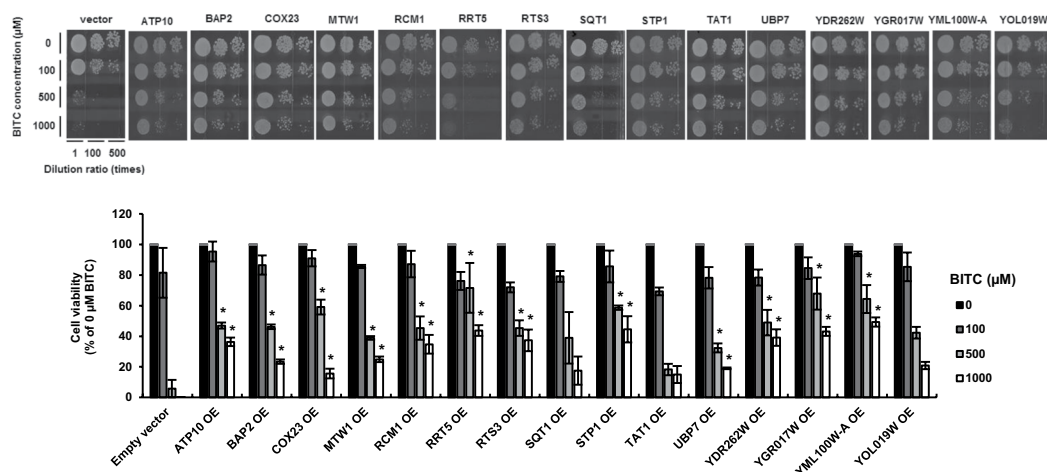 vector ATP10 BAP2 COX23 MTW1 RCM1 RRT5 RTS3 SQT1 STP1 TAT1 UBP7 YDR262W YGR017W YML100W-A YOL019W
BITC concentration (µM)
0
100
500
1000
1 100 500
Dilution ratio (times)
120
100
80
60
40
20
0
Cell viability
(% of 0 µM BITC)
* * * * * * * * * * * * * * * * * * * * * * * *
BITC (µM)
0
100
500
1000
Empty vector
ATP10 OE
BAP2 OE
COX23 OE
MTW1 OE
RCM1 OE
RRT5 OE
RTS3 OE
SQT1 OE
STP1 OE
TAT1 OE
UBP7 OE
YDR262W OE
YGR017W OE
YML100W-A OE
YOL019W OE